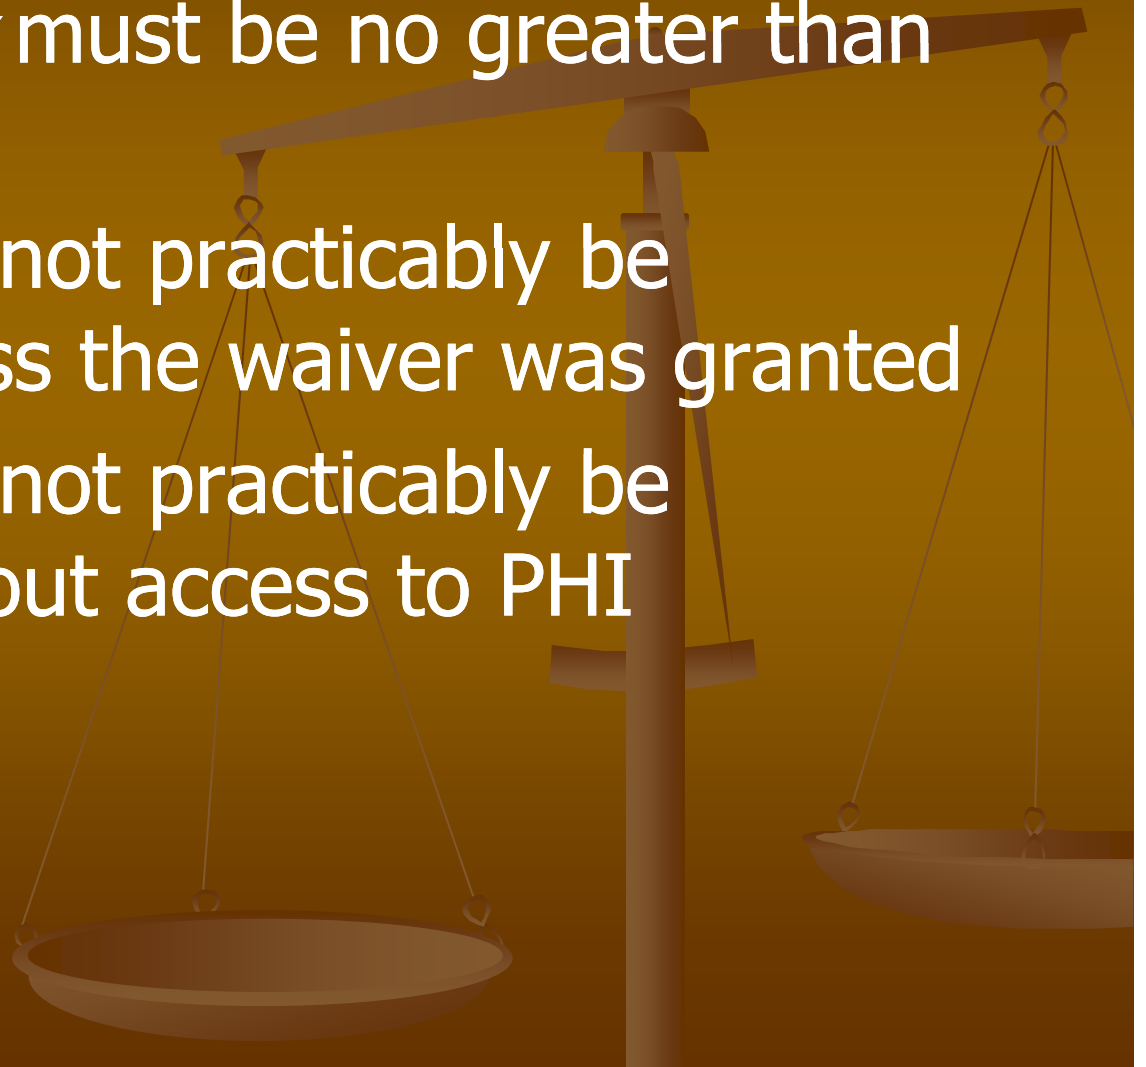 must be no greater than
not practicably be
ss the waiver was granted
not practicably be
out access to PHI